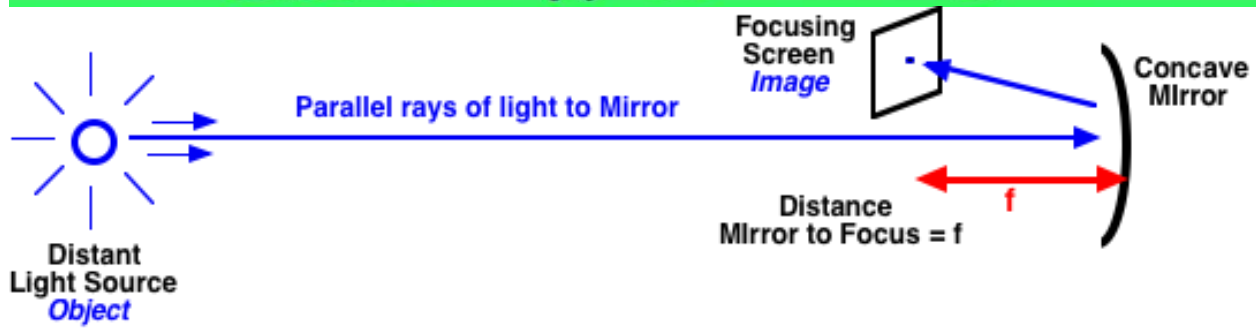 Focusing
Screen
Image
Concave
MIrror
Parallel rays of light to Mirror
f
Distance
MIrror to Focus = f
Distant
Light Source
Object